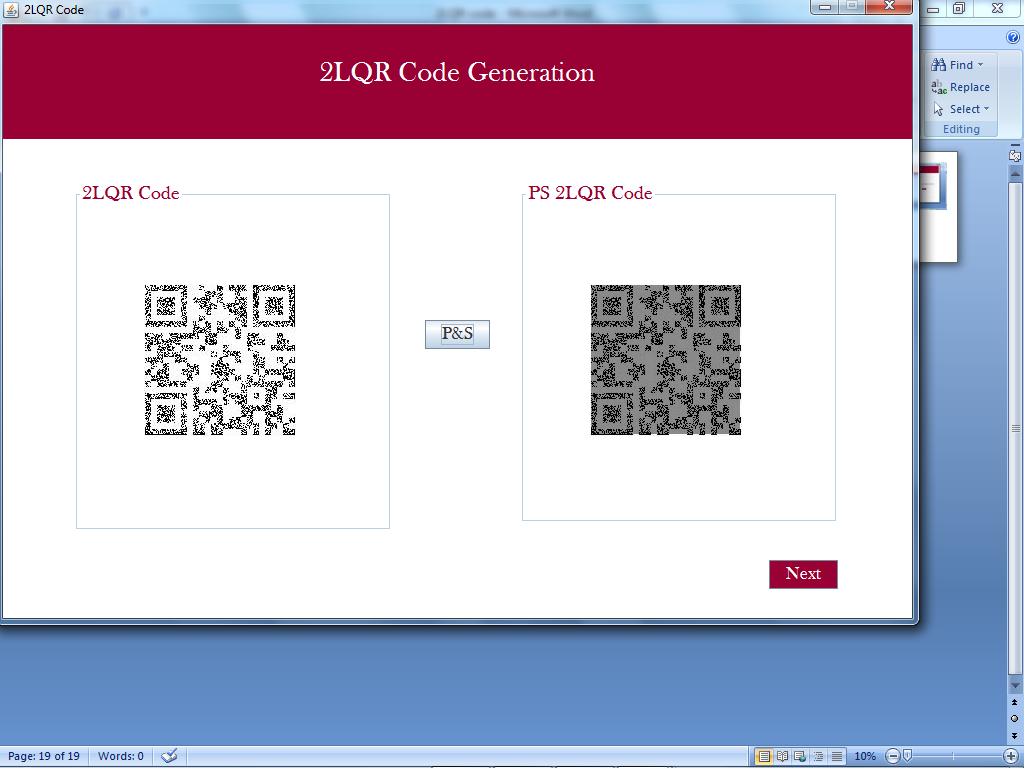 2LQR Code
2LQR Code Generation
Find
Replace
Select
Editing
2LQR Code
PS 2LQR Code
P&S
Next
Page: 19 of 19
Words: 0
10%